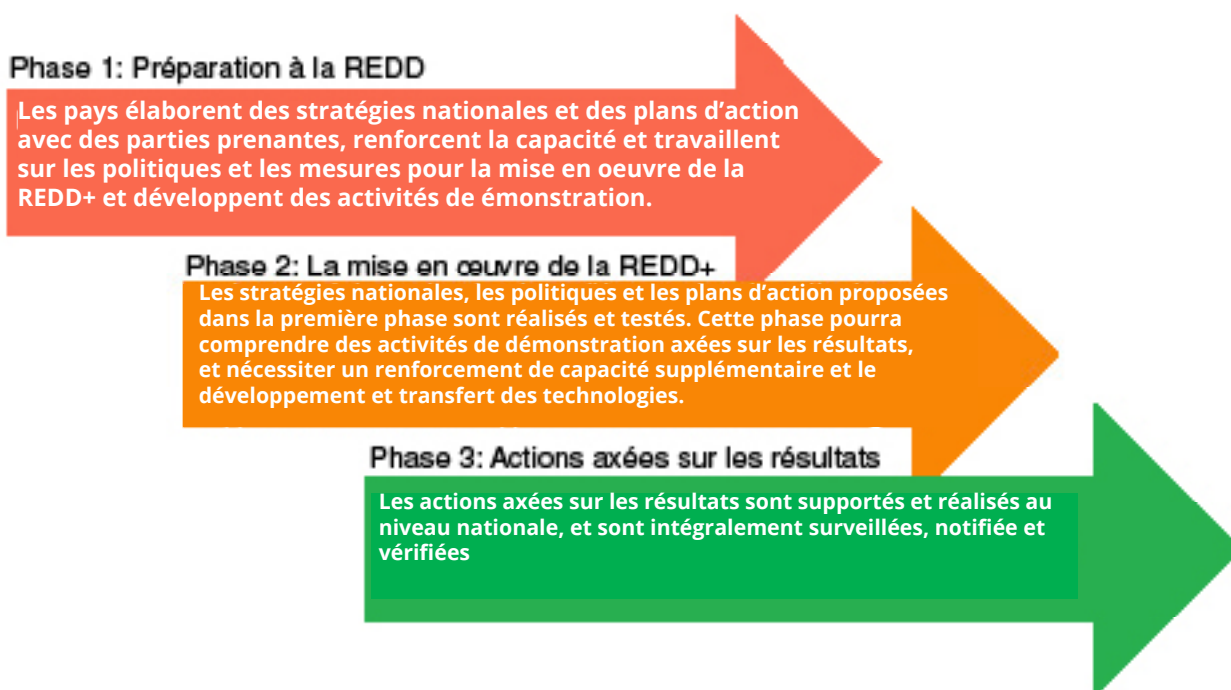 Phase 1: Préparation à la REDD
Les pays élaborent des stratégies nationales et des plans d’action
avec des parties prenantes, renforcent la capacité et travaillent
sur les politiques et les mesures pour la mise en oeuvre de la
REDD+ et développent des activités de émonstration.
Phase 2: La mise en œuvre de la REDD+
Les stratégies nationales, les politiques et les plans d’action proposées
dans la première phase sont réalisés et testés. Cette phase pourra
comprendre des activités de démonstration axées sur les résultats,
et nécessiter un renforcement de capacité supplémentaire et le
développement et transfert des technologies.
Phase 3: Actions axées sur les résultats
Les actions axées sur les résultats sont supportés et réalisés au
niveau nationale, et sont intégralement surveillées, notifiée et
vérifiées